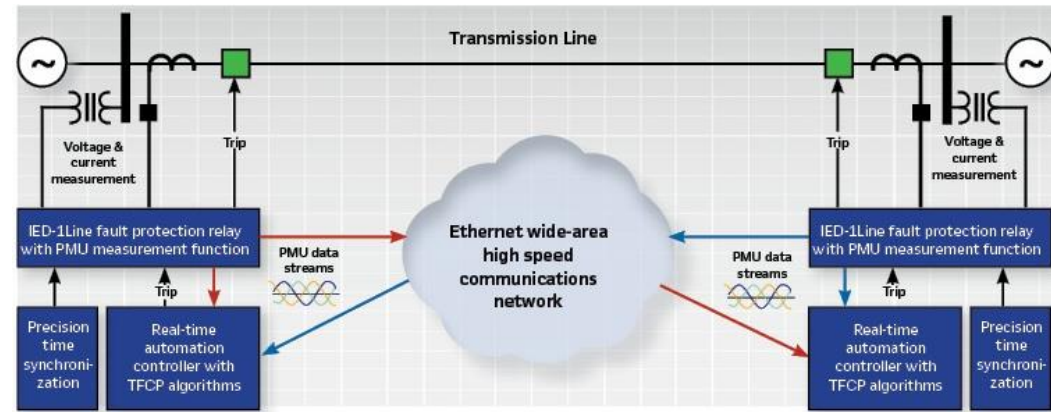 Transmission Line
~
~
Trip
Trip
Voltage &
current
measurement
Voltage &
current
measurement
IED-1Line fault protection relay
with PMU measurement function
Ethernet wide-area
high speed
communications
network
IED-1Line fault protection relay
with PMU measurement function
PMU data
streams
PMU data
streams
Trip
Trip
Precision
time
synchroni-
zation
Real-time
automation
controller with
TFCP algorithms
Real-time
automation
controller with
TFCP algorithms
Precision
time
synchroni-
zation